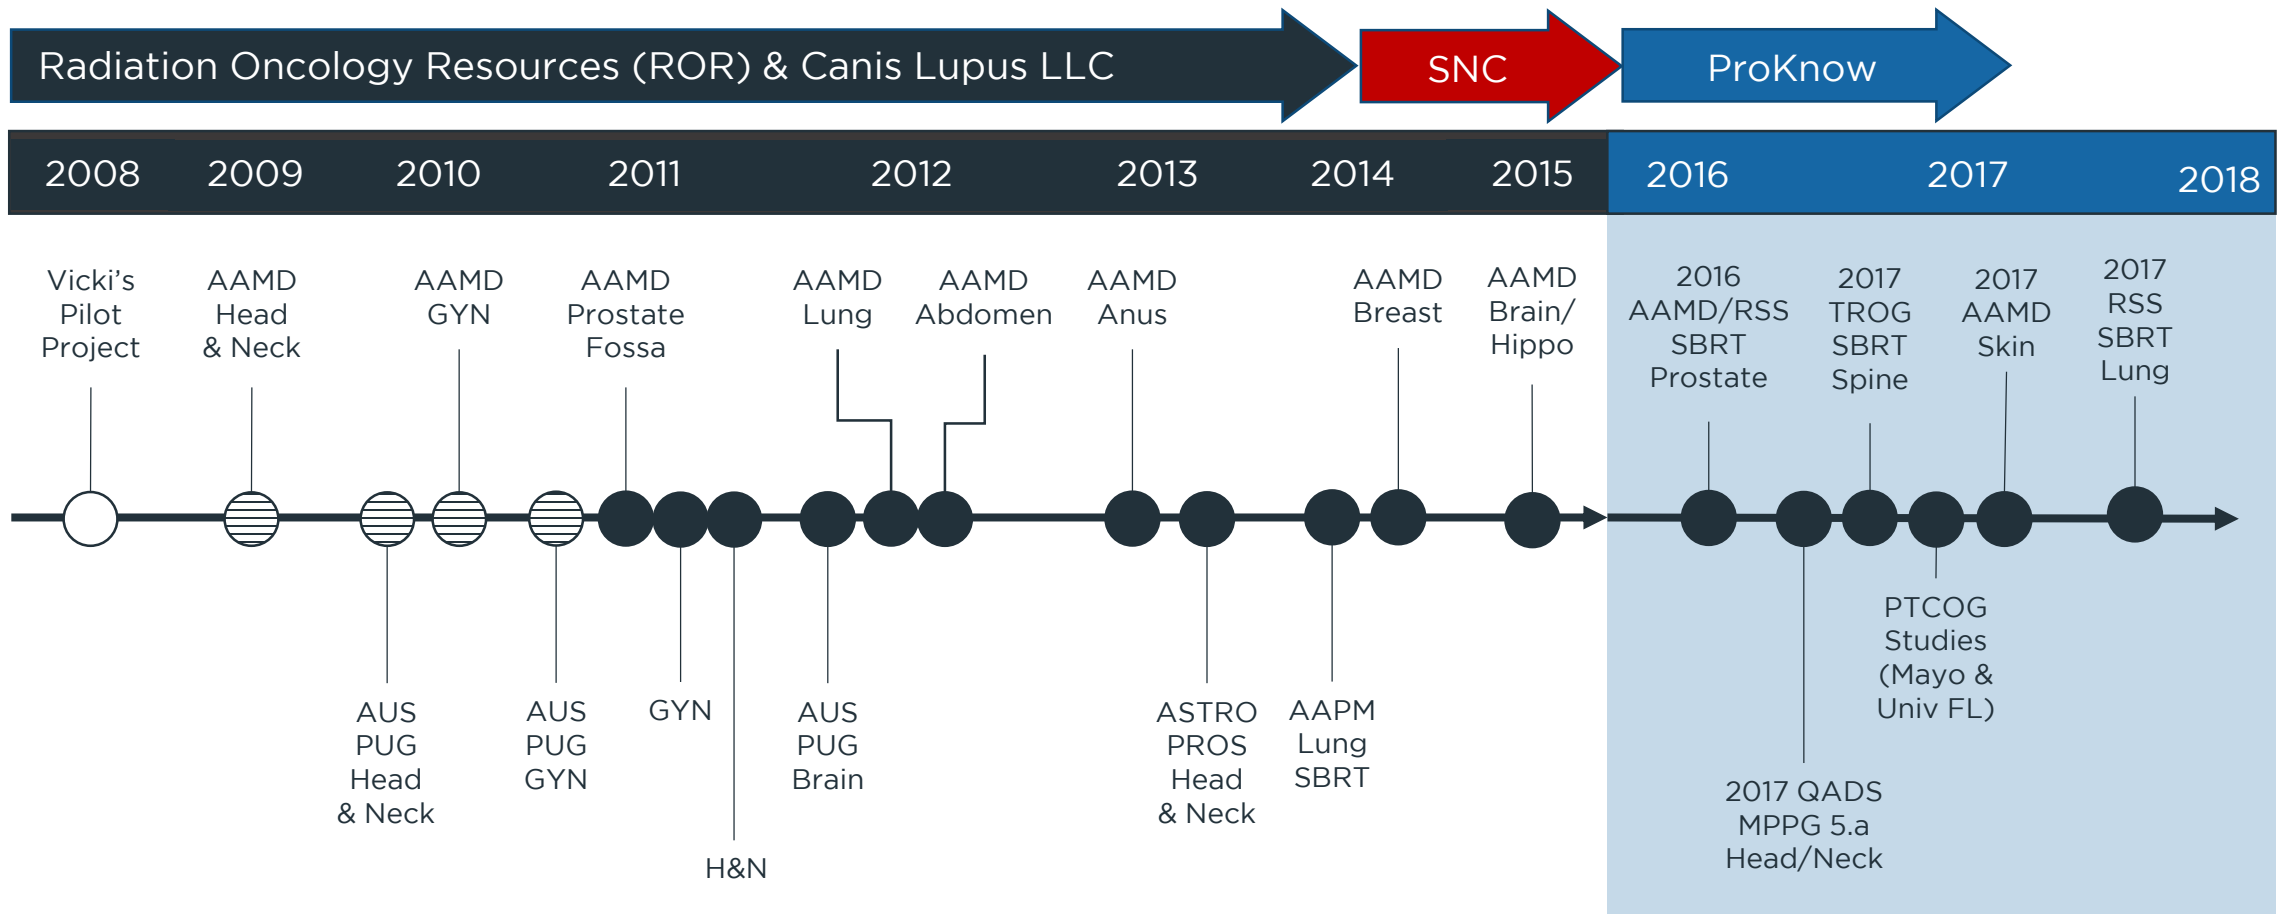 Radiation Oncology Resources (ROR) & Canis Lupus LLC
SNC
ProKnow
2008
2009
2010
2011
2012
2013
2014
2015
2016
2017
2018
Vicki's
Pilot
Project
AAMD
Head
& Neck
AAMD
GYN
AAMD
Prostate
Fossa
AAMD
Lung
AAMD
Abdomen
AAMD
Anus
AAMD
Breast
AAMD
Brain/
Hippo
2016
AAMD/RSS
SBRT
Prostate
2017
TROG
SBRT
Spine
2017
AAMD
Skin
2017
RSS
SBRT
Lung
AUS
PUG
Head
& Neck
AUS
PUG
GYN
GYN
H&N
AUS
PUG
Brain
ASTRO
PROS
Head
& Neck
AAPM
Lung
SBRT
2017 QADS
MPPG 5.a
Head/Neck
PTCOG
Studies
(Mayo &
Univ FL)